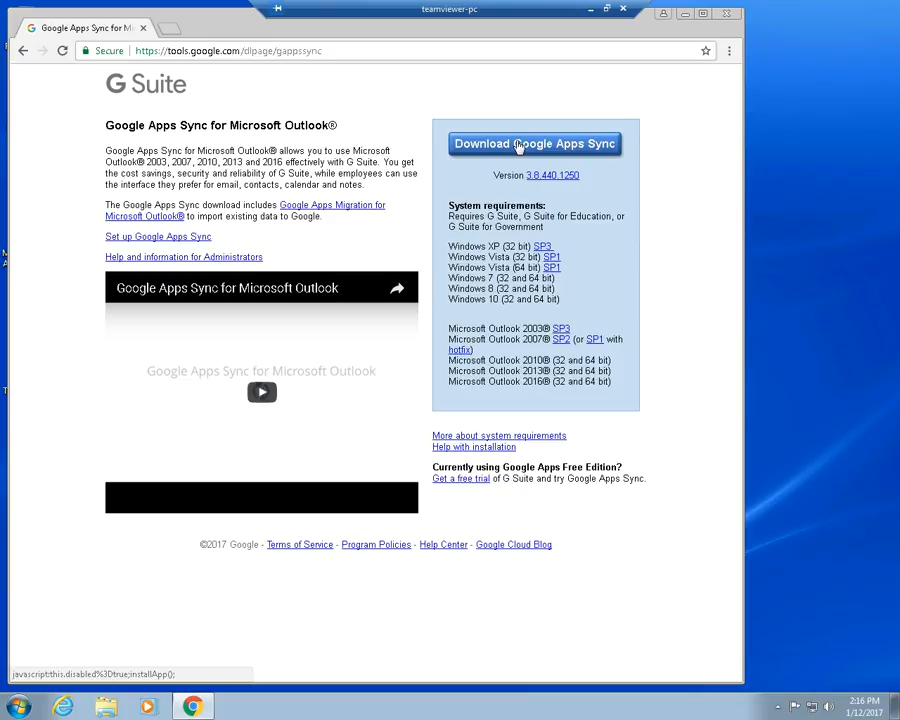 teamviewer-pc
Google Apps Sync for Mi
Secure
https://tools.google.com/dlpage/gappssync
G Suite
Google Apps Sync for Microsoft Outlook®
Google Apps Sync for Microsoft Outlook® allows you to use Microsoft
Outlook® 2003, 2007, 2010, 2013 and 2016 effectively with G Suite. You get
the cost savings, security and reliability of G Suite, while employees can use
the interface they prefer for email, contacts, calendar and notes.
The Google Apps Sync download includes Google Apps Migration for
Microsoft Outlook® to import existing data to Google.
Set up Google Apps Sync
Help and information for Administrators
Google Apps Sync for Microsoft Outlook
Google Apps Sync for Microsoft Outlook
Download Google Apps Sync
Version 3.8.440.1250
System requirements:
Requires G Suite, G Suite for Education, or
G Suite for Government
Windows XP (32 bit) SP3
Windows Vista (32 bit) SP1
Windows Vista (64 bit) SP1
Windows 7 (32 and 64 bit)
Windows 8 (32 and 64 bit)
Windows 10 (32 and 64 bit)
Microsoft Outlook 2003® SP3
Microsoft Outlook 2007® SP2 (or SP1 with
hotfix)
Microsoft Outlook 2010® (32 and 64 bit)
Microsoft Outlook 2013® (32 and 64 bit)
Microsoft Outlook 2016® (32 and 64 bit)
More about system requirements
Help with installation
Currently using Google Apps Free Edition?
Get a free trial of G Suite and try Google Apps Sync.
©2017 Google - Terms of Service - Program Policies - Help Center - Google Cloud Blog
javascript:this.disabled%3Dtrue;installApp();
2:16 PM
1/12/2017